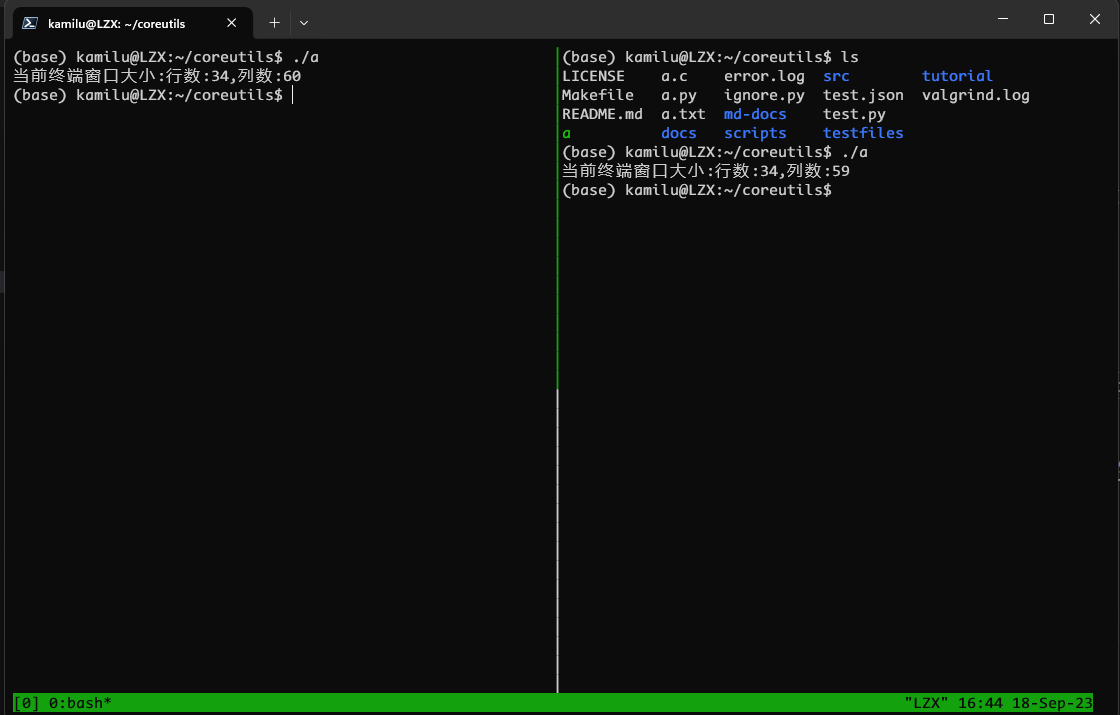 kamilu@LZX: ~/coreutils
(base) kamilu@LZX:~/coreutils$ ./a
当前终端窗口大小:行数:34,列数:60
(base) kamilu@LZX:~/coreutils$
(base) kamilu@LZX:~/coreutils$ ls
LICENSE a.c error.log src tutorial
Makefile a.py ignore.py test.json valgrind.log
README.md a.txt md-docs test.py
a docs scripts testfiles
(base) kamilu@LZX:~/coreutils$ ./a
当前终端窗口大小:行数:34,列数:59
(base) kamilu@LZX:~/coreutils$
[0] 0:bash* "LZX" 16:44 18-Sep-23